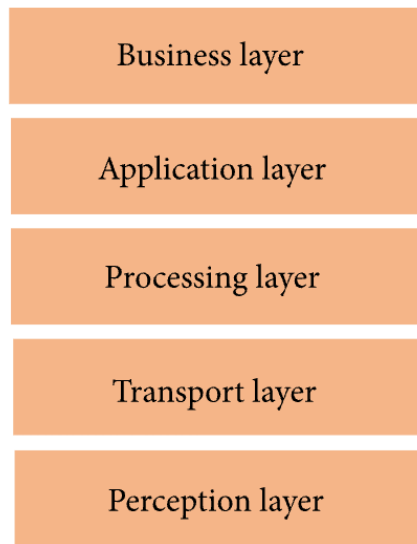 Business layer
Application layer
Processing layer
Transport layer
Perception layer